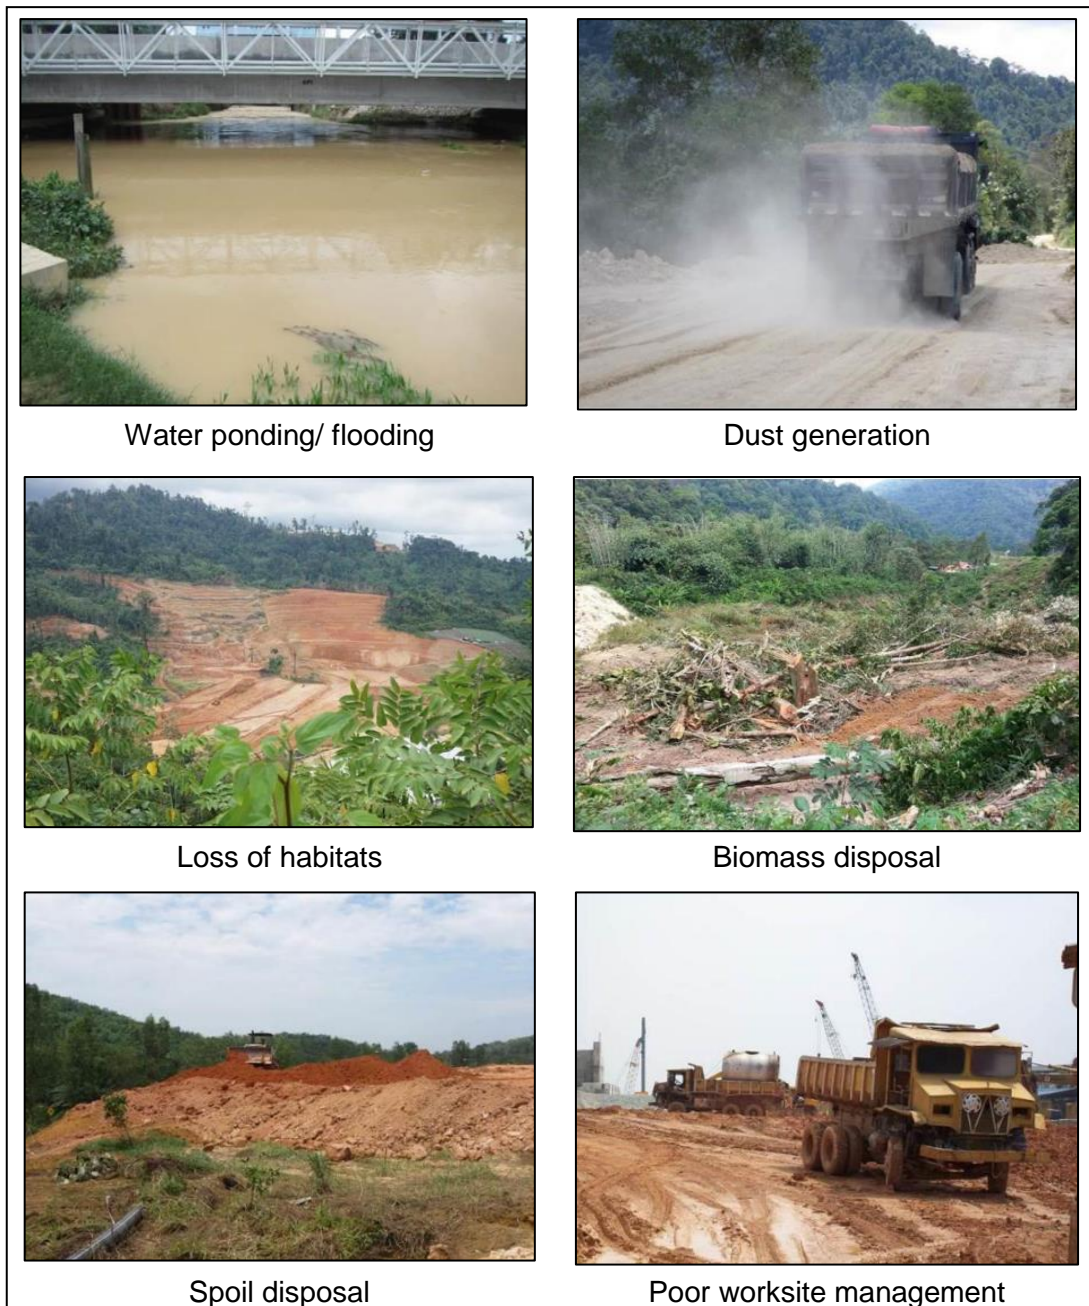 Water ponding/ flooding
Dust generation
Loss of habitats
Biomass disposal
Spoil disposal
Poor worksite management